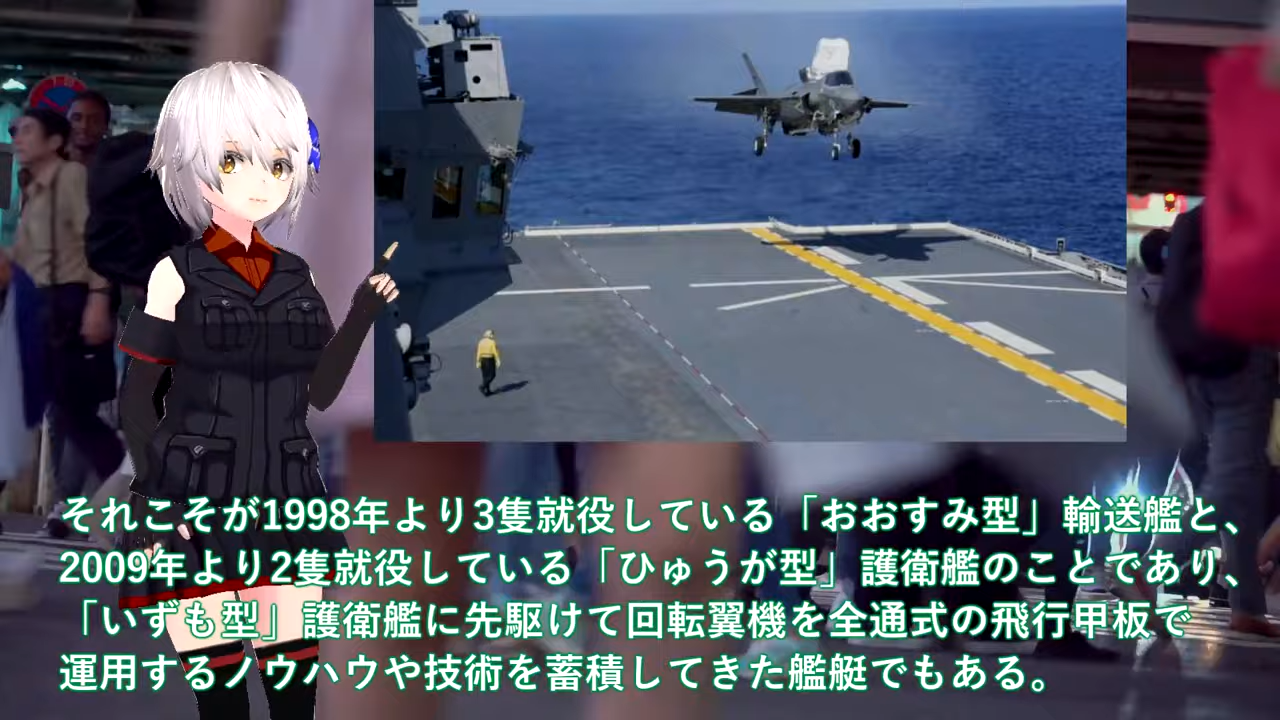 それこそが1998年より3隻就役している「おおすみ型」輸送艦と、
2009年より2隻就役している「ひゅうが型」護衛艦のことであり、
「いずも型」護衛艦に先駆けて回転翼機を全通式の飛行甲板で
運用するノウハウや技術を蓄積してきた艦艇でもある。